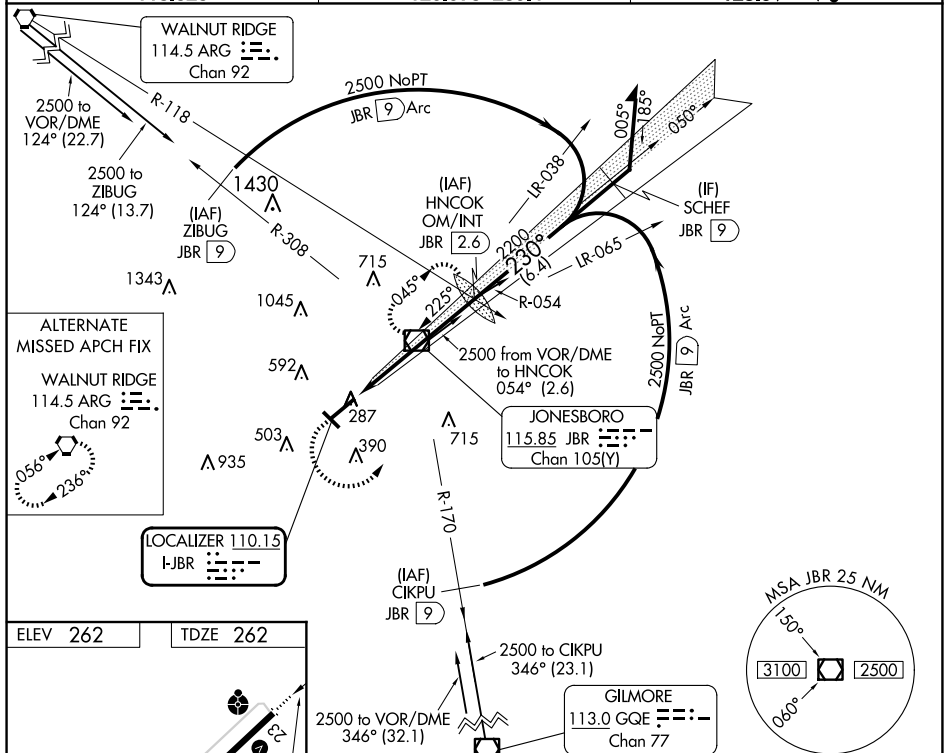 WALNUT RIDGE
114.5 ARG
Chan 92
2500 to
VOR/DME
124° (22.7)
2500 to
ZIBUG
124° (13.7)
R-118
2500 NoPT
JBR 9 Arc
(IAF)
ZIBUG
JBR 9
1430
R-308
(IAF)
HNCOK
OM/INT
JBR 2.6
LR-038
005°
185°
050°
(IF)
SCHEF
JBR 9
2200
230°
(6.4)
LR-065
R-054
045°
225°
715
1343
1045
592
287
503
390
935
715
2500 from VOR/DME
to HNCOK
054° (2.6)
2500 NoPT
JBR 9 Arc
JONESBORO
115.85 JBR
Chan 105(Y)
ALTERNATE
MISSED APCH FIX
WALNUT RIDGE
114.5 ARG
Chan 92
056°
236°
LOCALIZER 110.15
I-JBR
R-170
(IAF)
CIKPU
JBR 9
2500 to CIKPU
346° (23.1)
2500 to VOR/DME
346° (32.1)
GILMORE
113.0 GQE
Chan 77
MSA JBR 25 NM
150°
3100
2500
060°
ELEV 262
TDZE 262
23
V